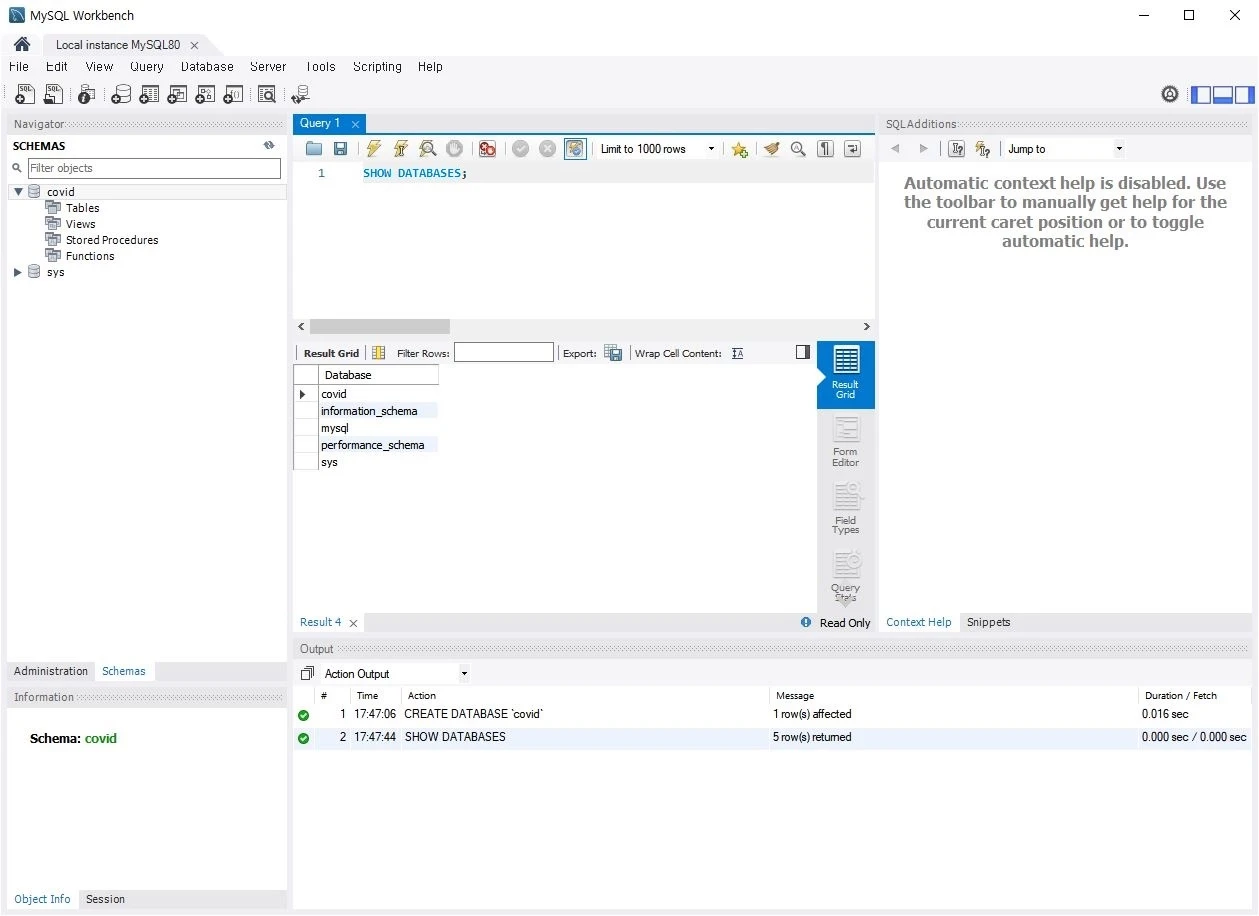 MySQL Workbench
Local instance MySQL80
File Edit View Query Database Server Tools Scripting Help
Navigator
SCHEMAS
Filter objects
covid
Tables
Views
Stored Procedures
Functions
sys
Administration Schemas
Information
Schema: covid
Object Info Session
Query 1
Limit to 1000 rows
1 SHOW DATABASES;
Result Grid Filter Rows: Export: Wrap Cell Content:
Database
covid
information_schema
mysql
performance_schema
sys
Result
Grid
Form
Editor
Field
Types
Query
Stats
Result 4 Read Only
SQLAdditions
Jump to
Automatic context help is disabled. Use
the toolbar to manually get help for the
current caret position or to toggle
automatic help.
Context Help Snippets
Output
Action Output
# Time Action Message Duration / Fetch
1 17:47:06 CREATE DATABASE `covid` 1 row(s) affected 0.016 sec
2 17:47:44 SHOW DATABASES 5 row(s) returned 0.000 sec / 0.000 sec